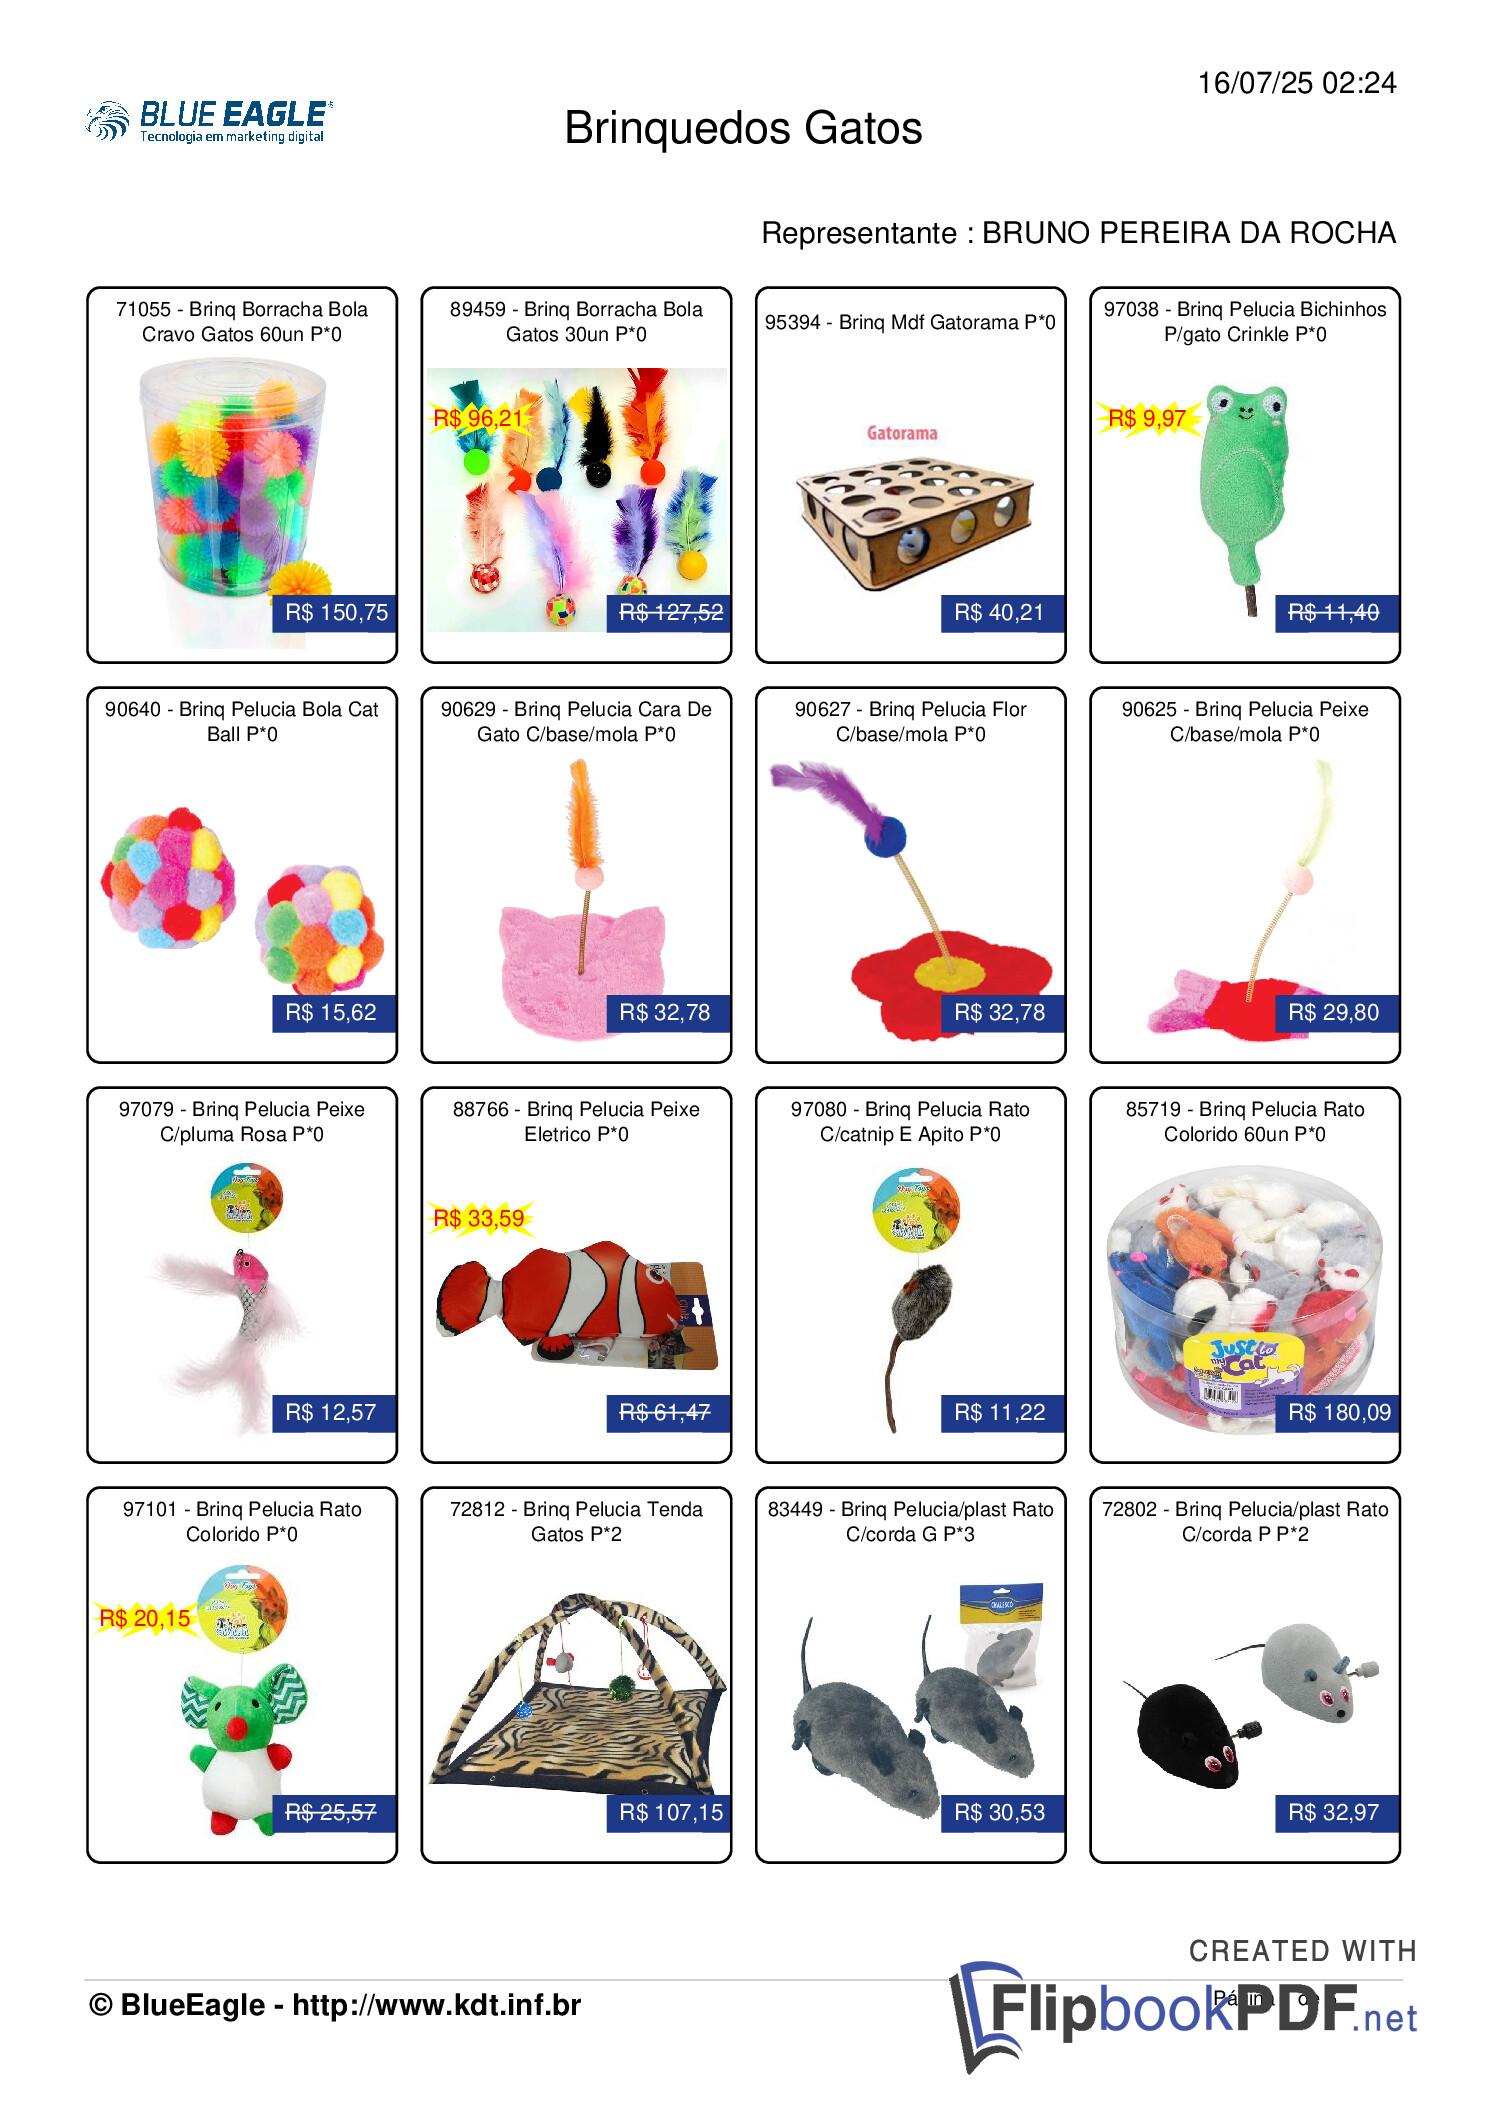 16/07/25 02:24
BLUE EAGLE
Tecnologia em marketing digital
Brinquedos Gatos
Representante : BRUNO PEREIRA DA ROCHA
71055 - Brinq Borracha Bola
Cravo Gatos 60un P*0
R$ 150,75
89459 - Brinq Borracha Bola
Gatos 30un P*0
R$ 96,21
R$ 127,52
95394 - Brinq Mdf Gatorama P*0
Gatorama
R$ 40,21
97038 - Brinq Pelucia Bichinhos
P/gato Crinkle P*0
R$ 9,97
R$ 11,40
90640 - Brinq Pelucia Bola Cat
Ball P*0
R$ 15,62
90629 - Brinq Pelucia Cara De
Gato C/base/mola P*0
R$ 32,78
90627 - Brinq Pelucia Flor
C/base/mola P*0
R$ 32,78
90625 - Brinq Pelucia Peixe
C/base/mola P*0
R$ 29,80
97079 - Brinq Pelucia Peixe
C/pluma Rosa P*0
R$ 12,57
88766 - Brinq Pelucia Peixe
Eletrico P*0
R$ 33,59
R$ 61,47
97080 - Brinq Pelucia Rato
C/catnip E Apito P*0
R$ 11,22
85719 - Brinq Pelucia Rato
Colorido 60un P*0
Just to
my Cat
R$ 180,09
97101 - Brinq Pelucia Rato
Colorido P*0
R$ 20,15
R$ 25,57
72812 - Brinq Pelucia Tenda
Gatos P*2
R$ 107,15
83449 - Brinq Pelucia/plast Rato
C/corda G P*3
CHALESCO
R$ 30,53
72802 - Brinq Pelucia/plast Rato
C/corda P P*2
R$ 32,97
CREATED WITH
© BlueEagle - http://www.kdt.inf.br
FlipbookPDF.net